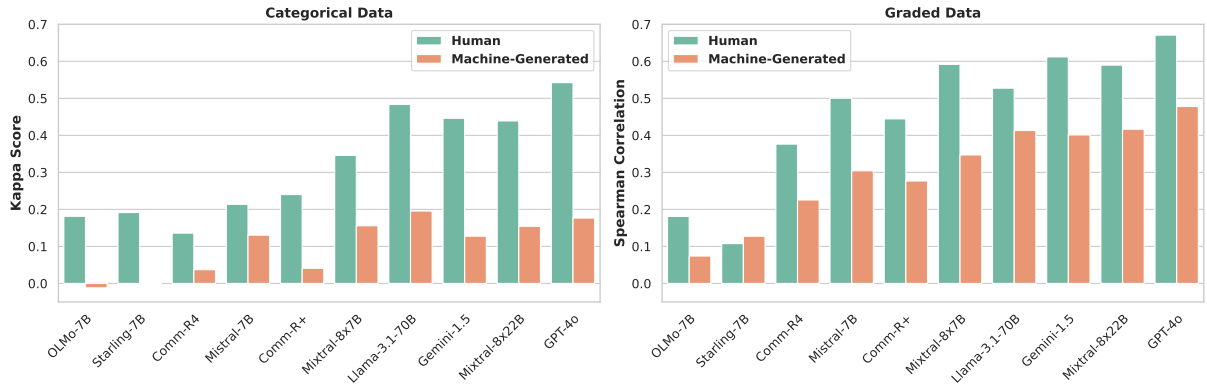 Categorical Data
Kappa Score
0.7
0.6
0.5
0.4
0.3
0.2
0.1
0.0
Human
Machine-Generated
OLMo-7B
Starling-7B
Comm-R4
Mistral-7B
Comm-R+
Mixtral-8x7B
Llama-3.1-70B
Gemini-1.5
Mixtral-8x22B
GPT-4o
Graded Data
Spearman Correlation
0.7
0.6
0.5
0.4
0.3
0.2
0.1
0.0
Human
Machine-Generated
OLMo-7B
Starling-7B
Comm-R4
Mistral-7B
Comm-R+
Mixtral-8x7B
Llama-3.1-70B
Gemini-1.5
Mixtral-8x22B
GPT-4o